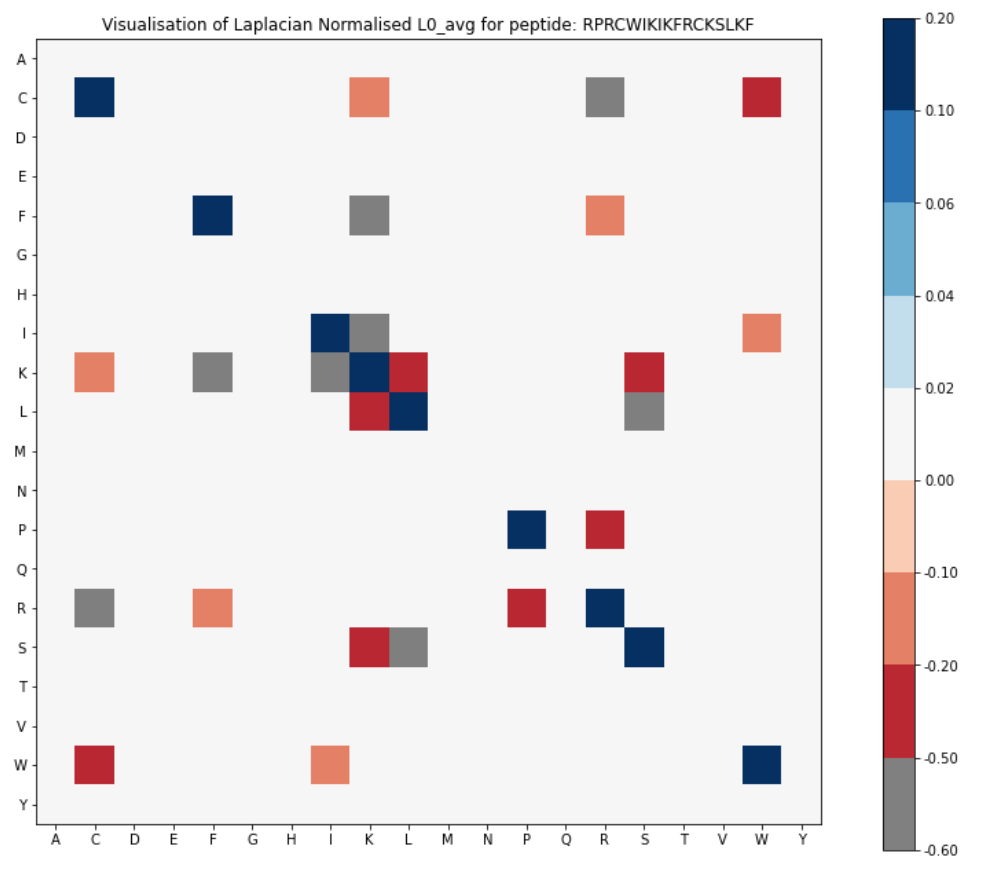 Visualisation of Laplacian Normalised L0_avg for peptide: RPRCWIKIKFRCKSLKF
A
C
D
E
F
G
H
I
K
L
M
N
P
Q
R
S
T
V
W
Y
A C D E F G H I K L M N P Q R S T V W Y
0.20
0.10
0.06
0.04
0.02
0.00
-0.10
-0.20
-0.50
-0.60